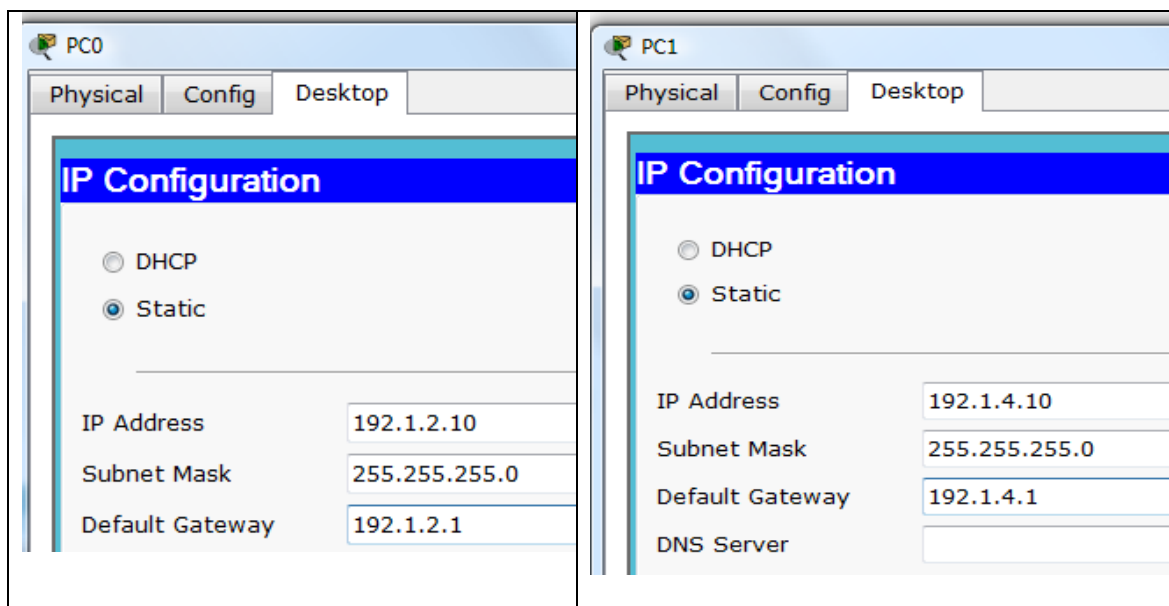 PC0
Physical Config Desktop
IP Configuration
DHCP
Static
IP Address 192.1.2.10
Subnet Mask 255.255.255.0
Default Gateway 192.1.2.1
PC1
Physical Config Desktop
IP Configuration
DHCP
Static
IP Address 192.1.4.10
Subnet Mask 255.255.255.0
Default Gateway 192.1.4.1
DNS Server